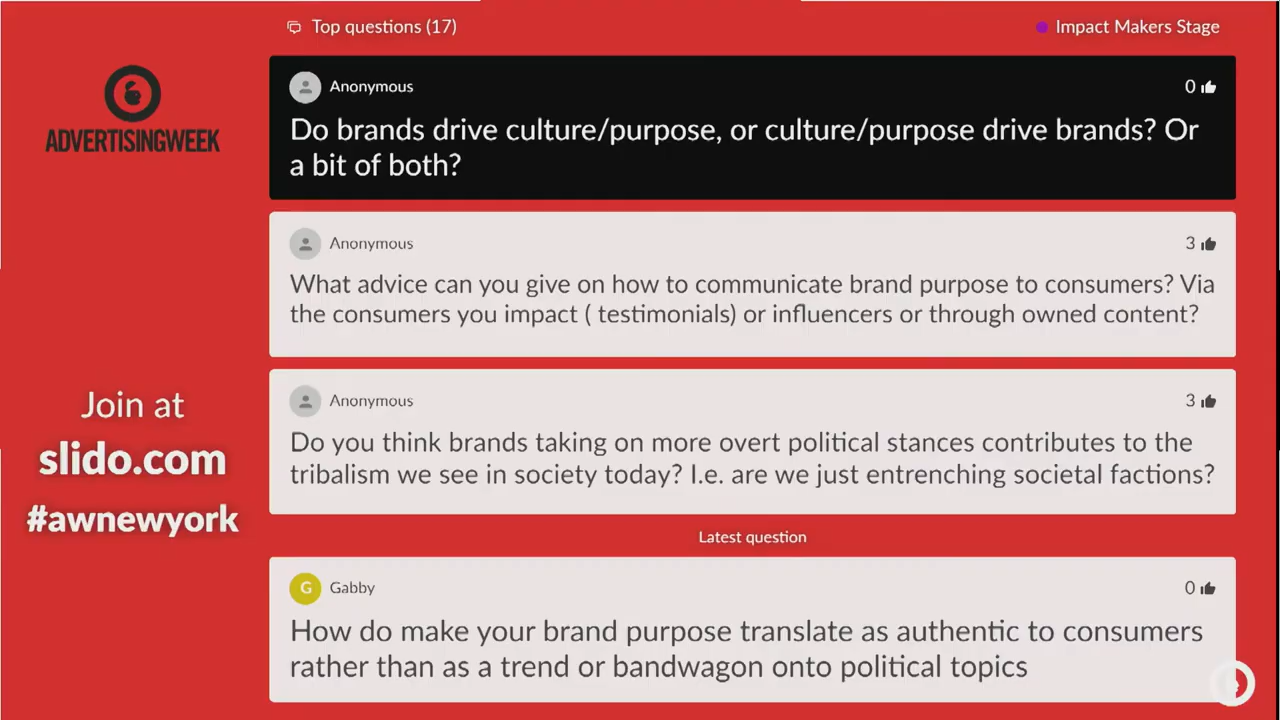 Top questions (17)
Impact Makers Stage
ADVERTISINGWEEK
Anonymous
0
Do brands drive culture/purpose, or culture/purpose drive brands? Or
a bit of both?
Anonymous
3
What advice can you give on how to communicate brand purpose to consumers? Via
the consumers you impact ( testimonials) or influencers or through owned content?
Anonymous
3
Do you think brands taking on more overt political stances contributes to the
tribalism we see in society today? I.e. are we just entrenching societal factions?
Join at
slido.com
#awnewyork
Latest question
G Gabby
0
How do make your brand purpose translate as authentic to consumers
rather than as a trend or bandwagon onto political topics